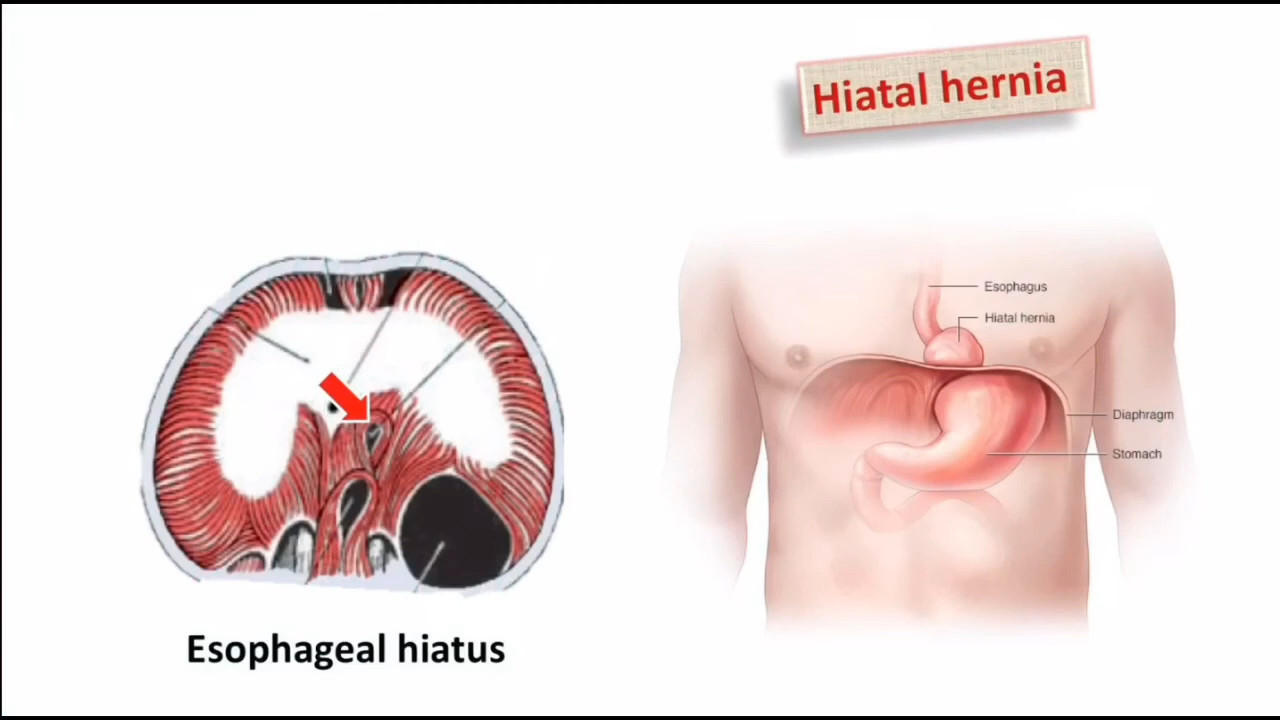 Hiatal hernia
Esophagus
Hiatal hernia
Diaphragm
Stomach
Esophageal hiatus